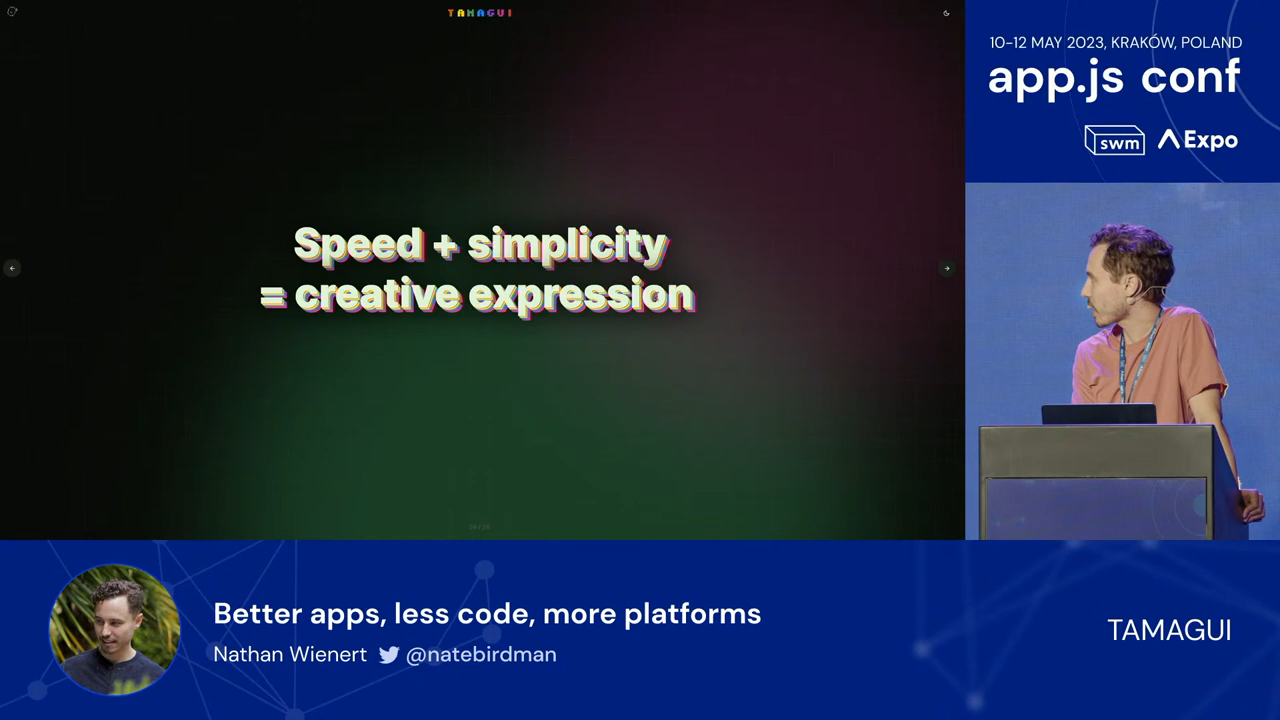 TAMAGUI
Speed + simplicity
= creative expression
10-12 MAY 2023, KRAKÓW, POLAND
app.js conf
swm Expo
Better apps, less code, more platforms
Nathan Wienert @natebirdman
TAMAGUI